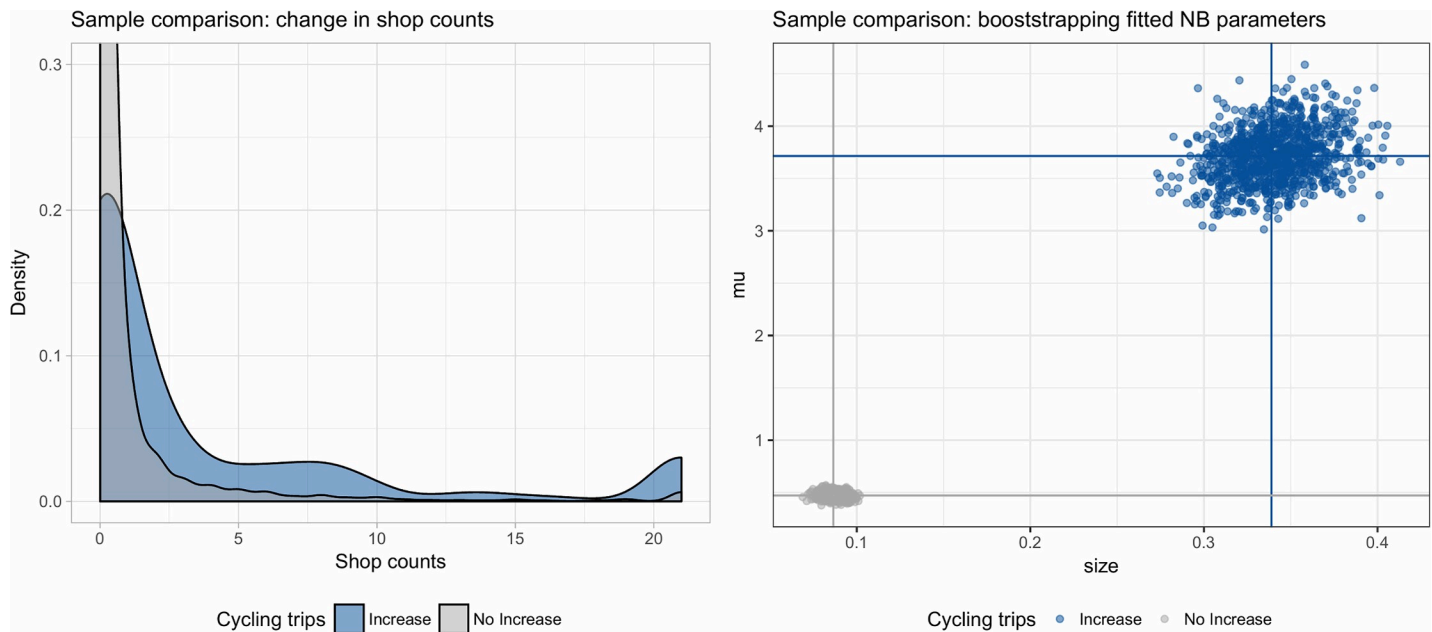 Sample comparison: change in shop counts
0.3
0.2
0.1
0.0
Density
0
5
10
15
20
Shop counts
Cycling trips Increase No Increase
Sample comparison: booststrapping fitted NB parameters
4
3
2
1
mu
0.1
0.2
0.3
0.4
size
Cycling trips Increase No Increase